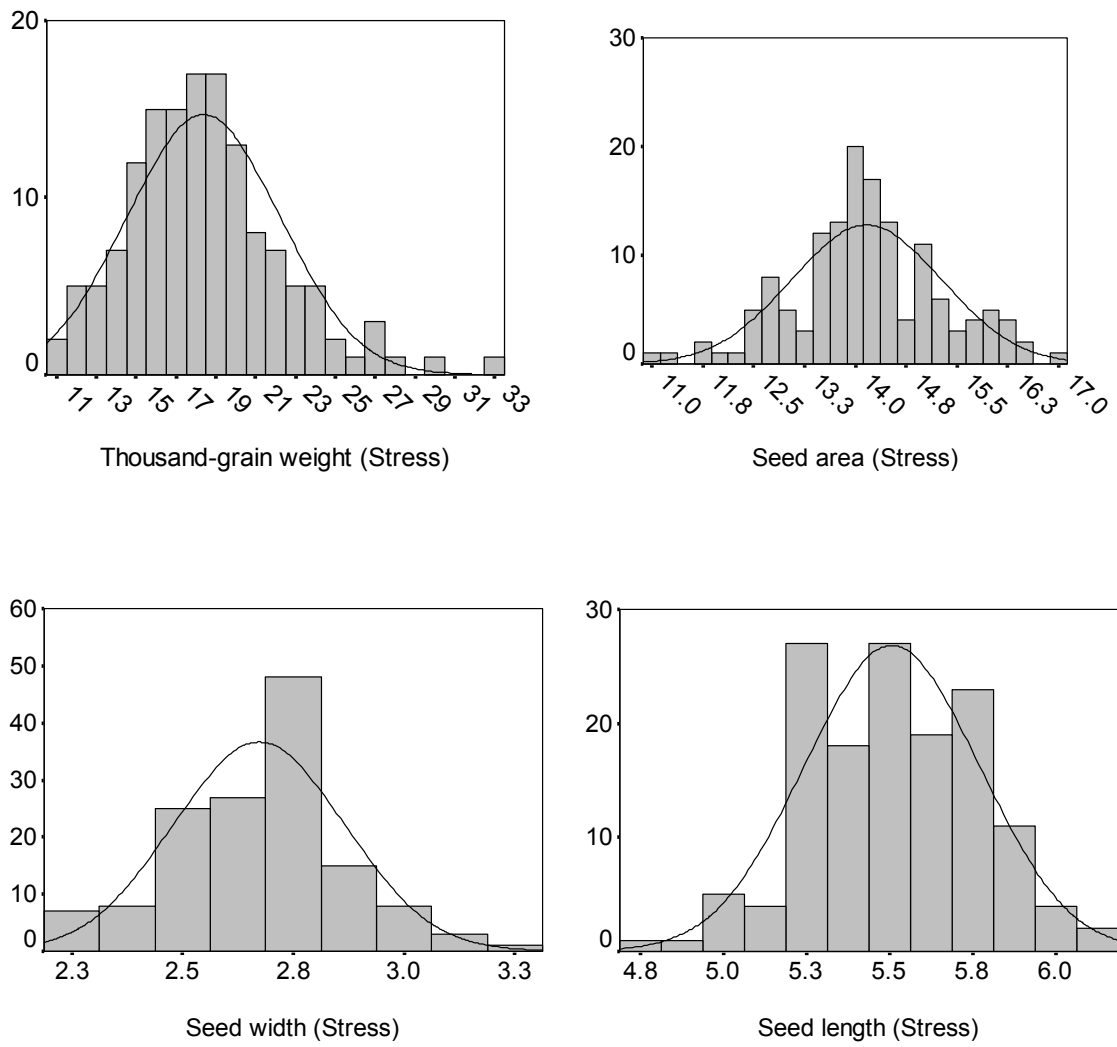 20
10
0
11 13 15 17 19 21 23 25 27 29 31 33
Thousand-grain weight (Stress)
30
20
10
0
11.0 11.8 12.5 13.3 14.0 14.8 15.5 16.3 17.0
Seed area (Stress)
60
50
40
30
20
10
0
2.3 2.5 2.8 3.0 3.3
Seed width (Stress)
30
20
10
0
4.8 5.0 5.3 5.5 5.8 6.0
Seed length (Stress)